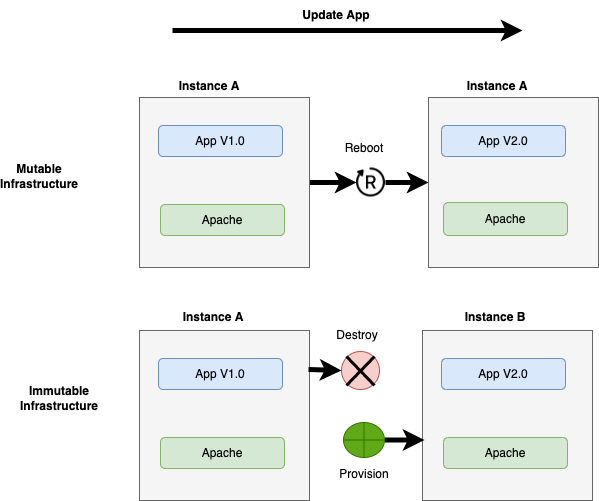 Update App
Instance A
Instance A
App V1.0
App V2.0
Reboot
Mutable
Infrastructure
R
Apache
Apache
Instance A
Instance B
Destroy
App V1.0
App V2.0
Immutable
Infrastructure
Apache
Apache
Provision